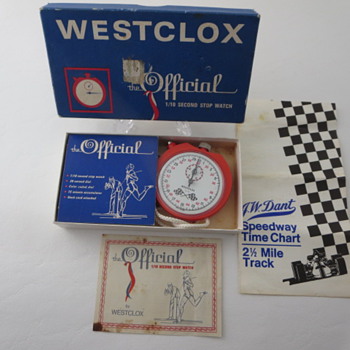 WESTCLOX
the Official
1/10 SECOND STOP WATCH
the Official
the Official
1/10 SECOND STOP WATCH
by
WESTCLOX
J.W. Dant
Speedway
Time Chart
2½ Mile
Track